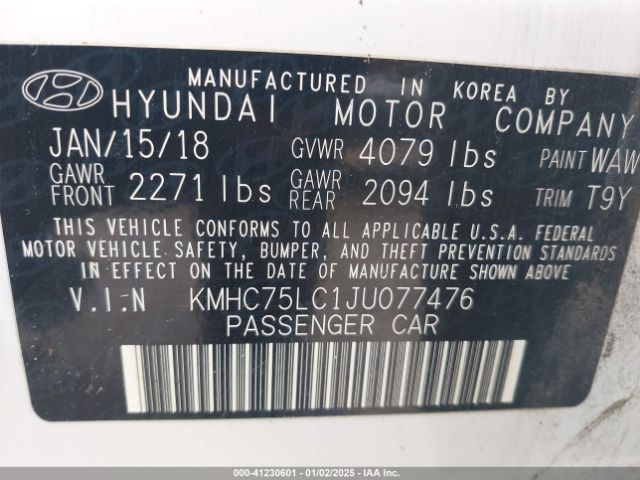 MANUFACTURED IN KOREA BY
HYUNDAI MOTOR COMPANY
JAN/15/18 GVWR 4079 lbs PAINT WAW
GAWR FRONT 2271 lbs GAWR REAR 2094 lbs TRIM T9Y
THIS VEHICLE CONFORMS TO ALL APPLICABLE U.S.A. FEDERAL
MOTOR VEHICLE SAFETY, BUMPER, AND THEFT PREVENTION STANDARDS
IN EFFECT ON THE DATE OF MANUFACTURE SHOWN ABOVE
V.I.N KMHC75LC1JU077476
PASSENGER CAR
000-41230601 - 01/02/2025 - IAAI.COM